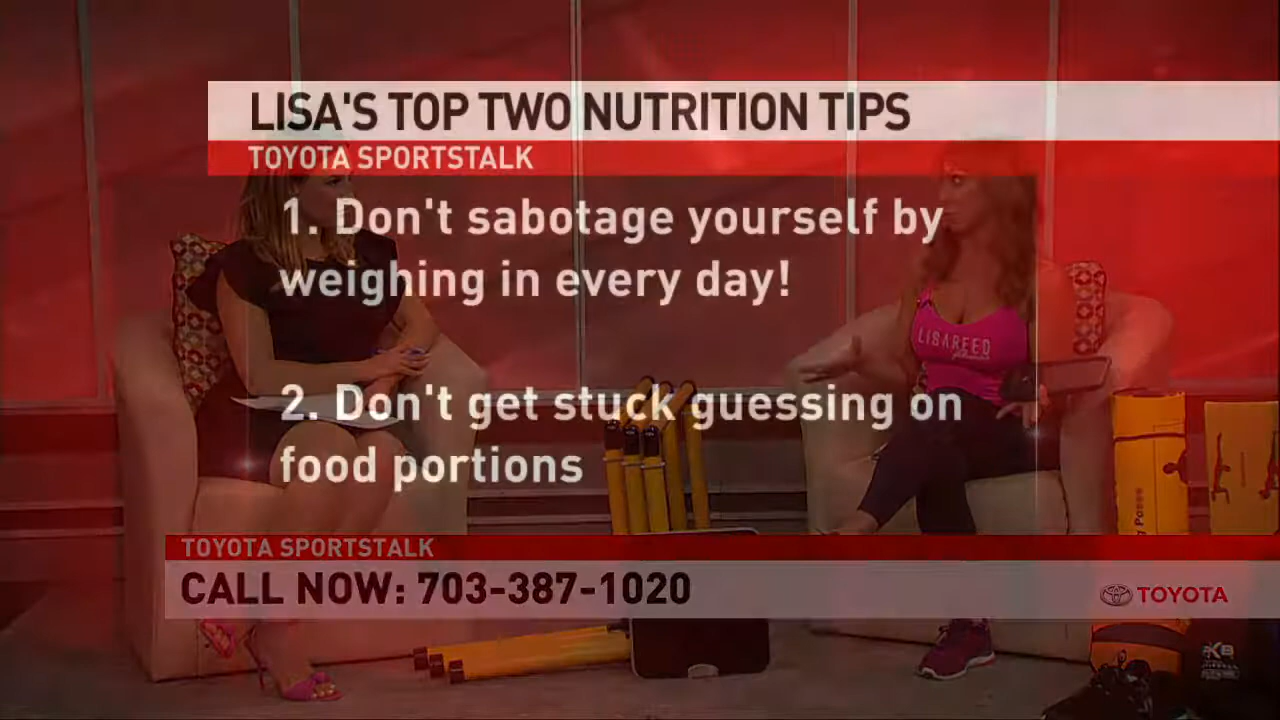 LISA'S TOP TWO NUTRITION TIPS
TOYOTA SPORTSTALK
1. Don't sabotage yourself by
weighing in every day!
LISAREED
fitness
2. Don't get stuck guessing on
food portions
TOYOTA SPORTSTALK
CALL NOW: 703-387-1020
TOYOTA